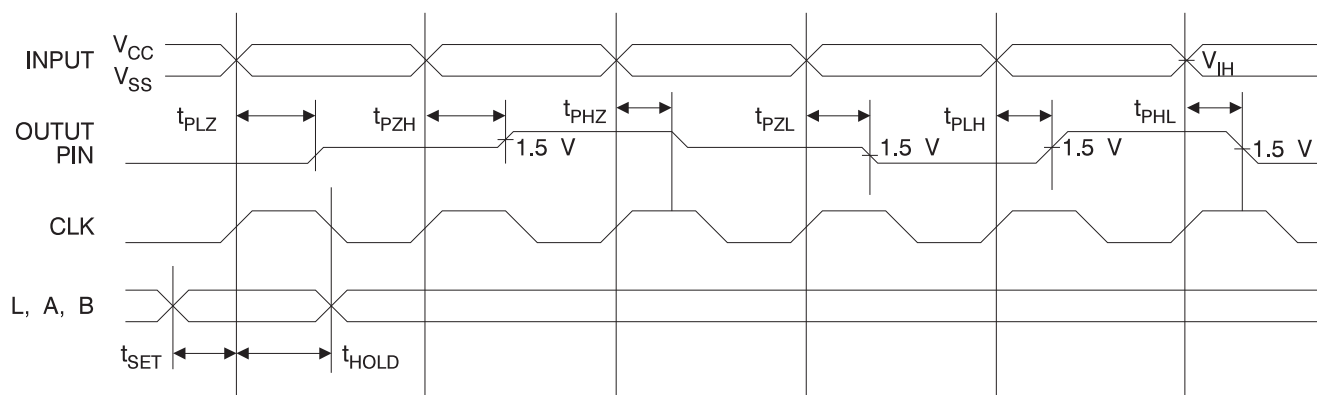 INPUT
VCC
VSS
VIH
tPLZ
tPZH
tPHZ
tPZL
tPLH
tPHL
OUTUT
PIN
1.5 V
1.5 V
1.5 V
1.5 V
CLK
L, A, B
tSET
tHOLD